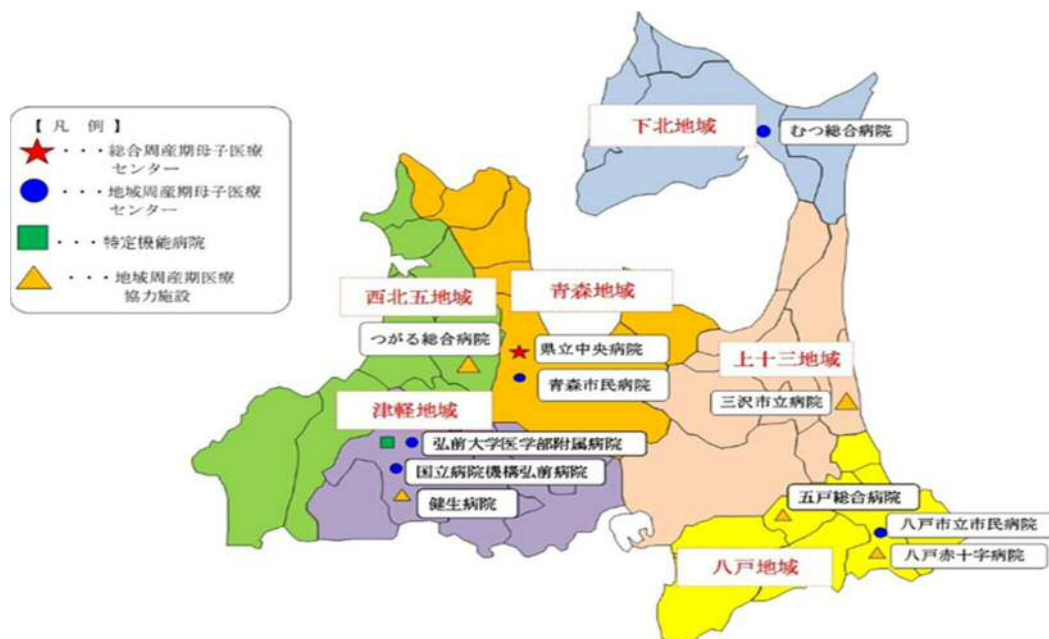 【 凡 例 】
・・・総合周産期母子医療
センター
・・・地域周産期母子医療
センター
・・・特定機能病院
・・・地域周産期医療
協力施設
下北地域
むつ総合病院
西北五地域
つがる総合病院
青森地域
県立中央病院
青森市民病院
上十三地域
三沢市立病院
津軽地域
弘前大学医学部附属病院
国立病院機構弘前病院
健生病院
五戸総合病院
八戸市立市民病院
八戸赤十字病院
八戸地域